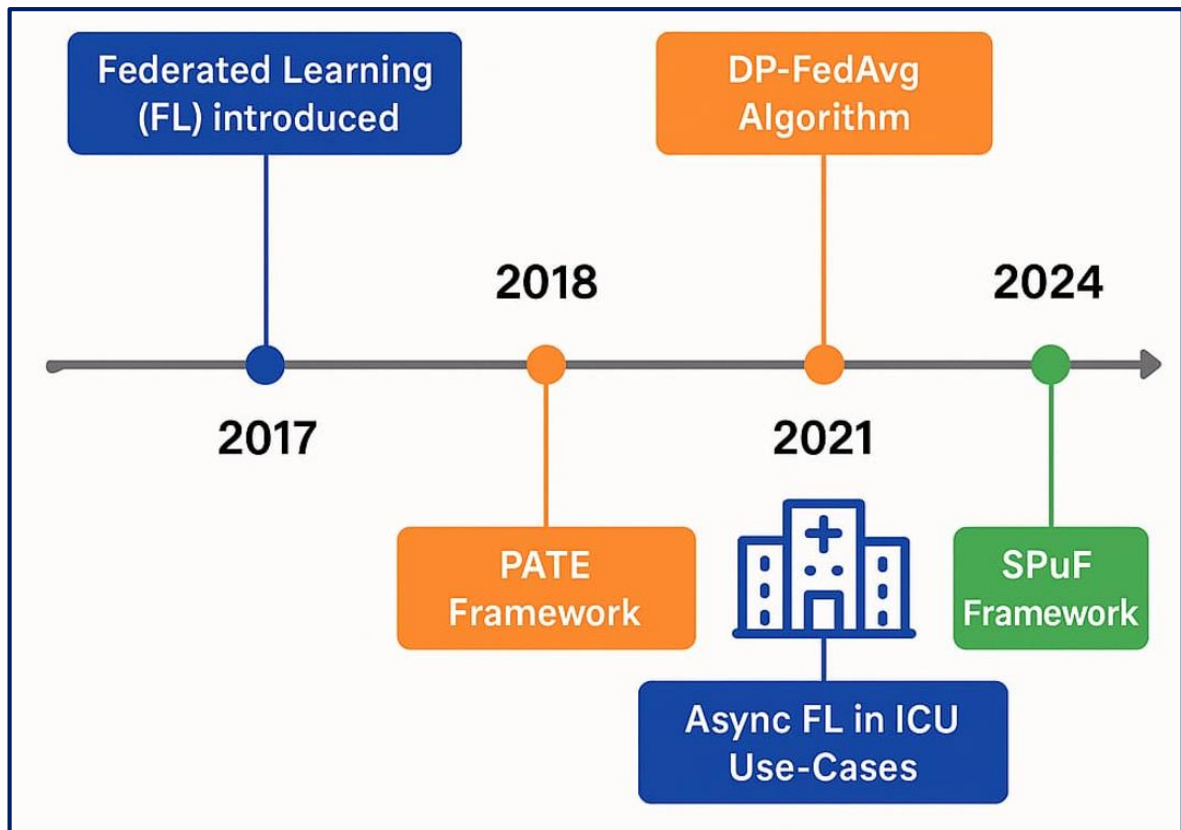 Federated Learning
(FL) introduced
DP-FedAvg
Algorithm
2018
2024
2017
2021
PATE
Framework
SPuF
Framework
Async FL in ICU
Use-Cases